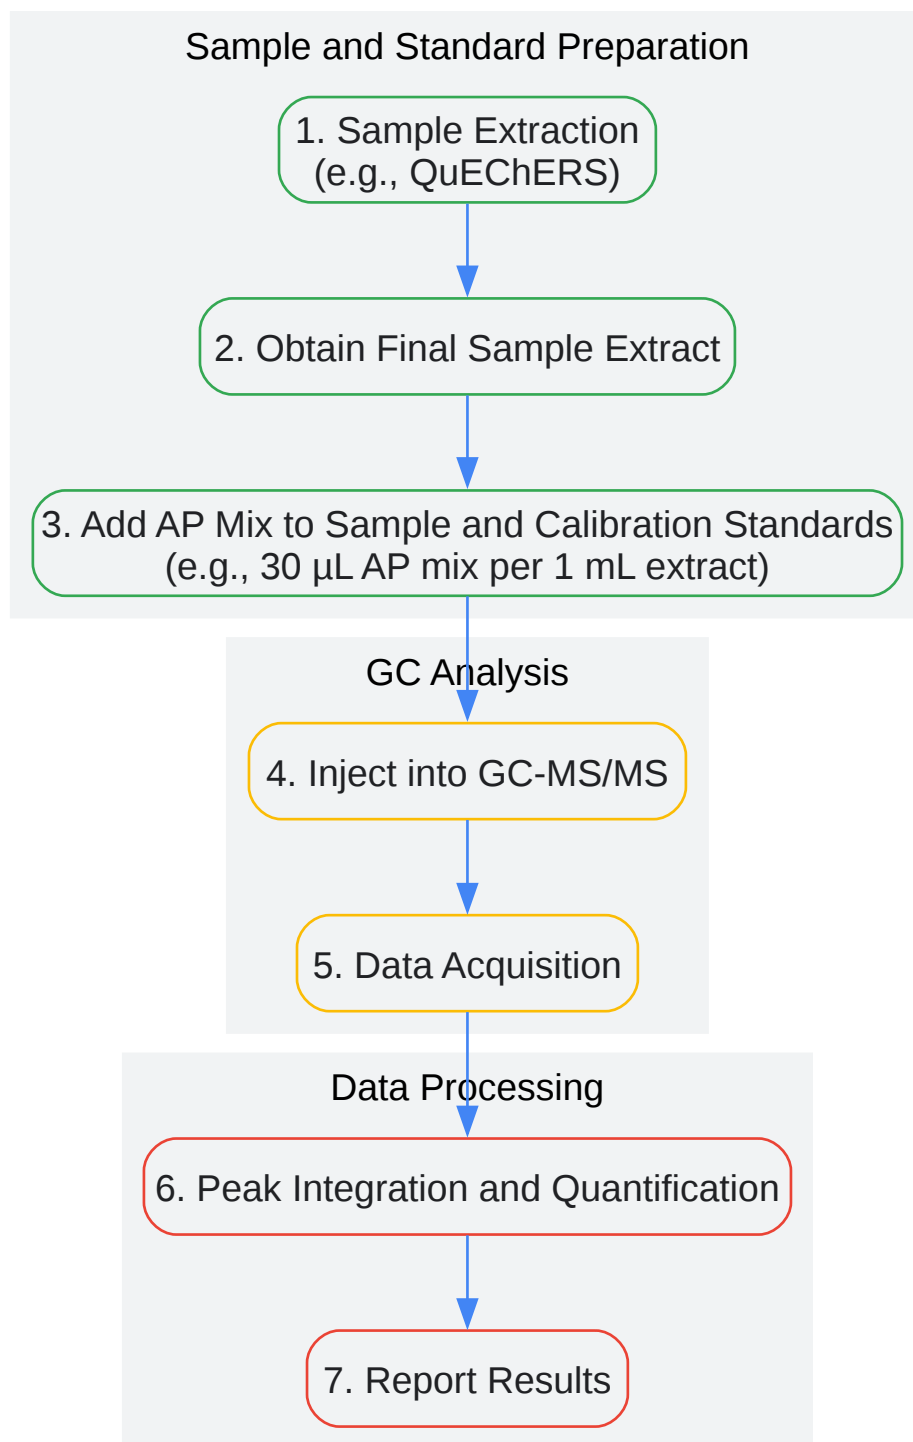 Sample and Standard Preparation
1. Sample Extraction
(e.g., QuEChERS)
2. Obtain Final Sample Extract
3. Add AP Mix to Sample and Calibration Standards
(e.g., 30 µL AP mix per 1 mL extract)
GC Analysis
4. Inject into GC-MS/MS
5. Data Acquisition
Data Processing
6. Peak Integration and Quantification
7. Report Results